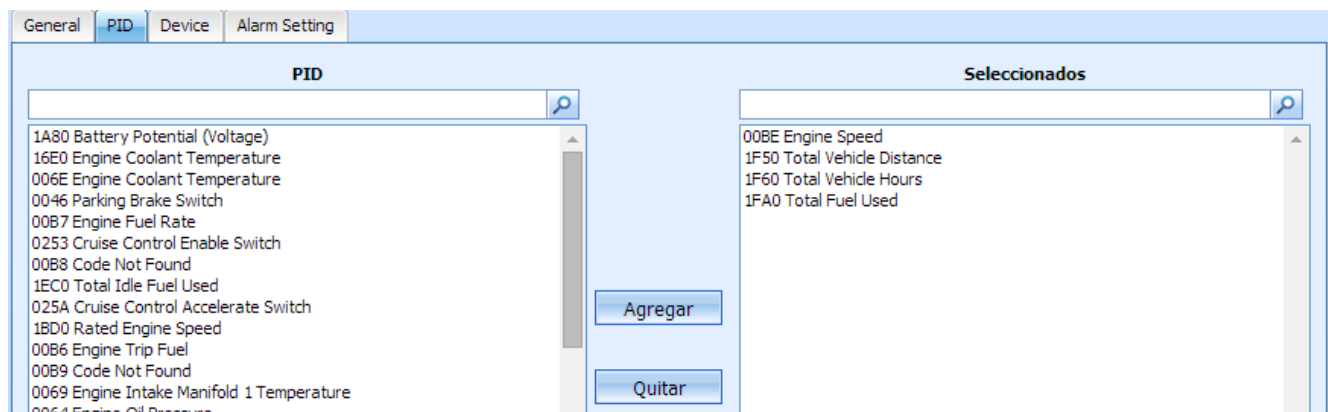 General PID Device Alarm Setting
PID
1A80 Battery Potential (Voltage)
16E0 Engine Coolant Temperature
006E Engine Coolant Temperature
0046 Parking Brake Switch
00B7 Engine Fuel Rate
0253 Cruise Control Enable Switch
00B8 Code Not Found
1EC0 Total Idle Fuel Used
025A Cruise Control Accelerate Switch
1BD0 Rated Engine Speed
00B6 Engine Trip Fuel
00B9 Code Not Found
0069 Engine Intake Manifold 1 Temperature
0064 Engine Oil Pressure
Agregar
Quitar
Seleccionados
00BE Engine Speed
1F50 Total Vehicle Distance
1F60 Total Vehicle Hours
1FA0 Total Fuel Used